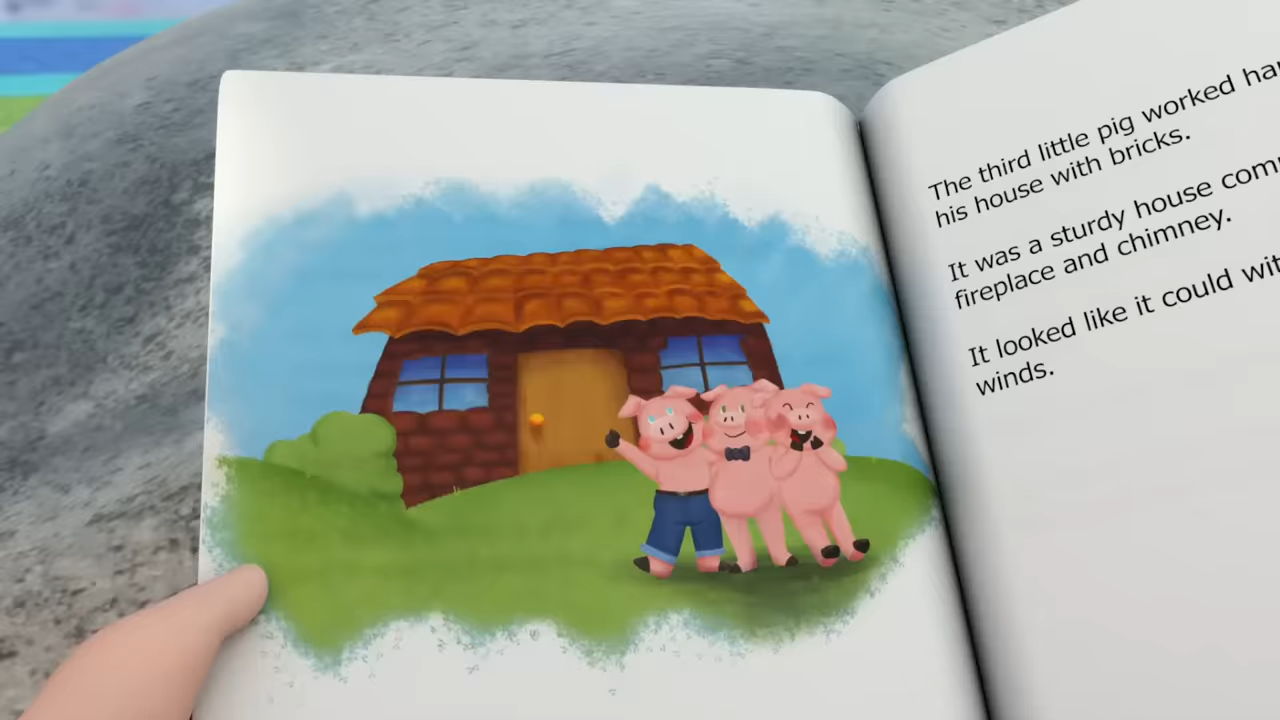 The third little pig worked
his house with bricks.
It was a sturdy house
fireplace and chimney.
It looked like it could
winds.